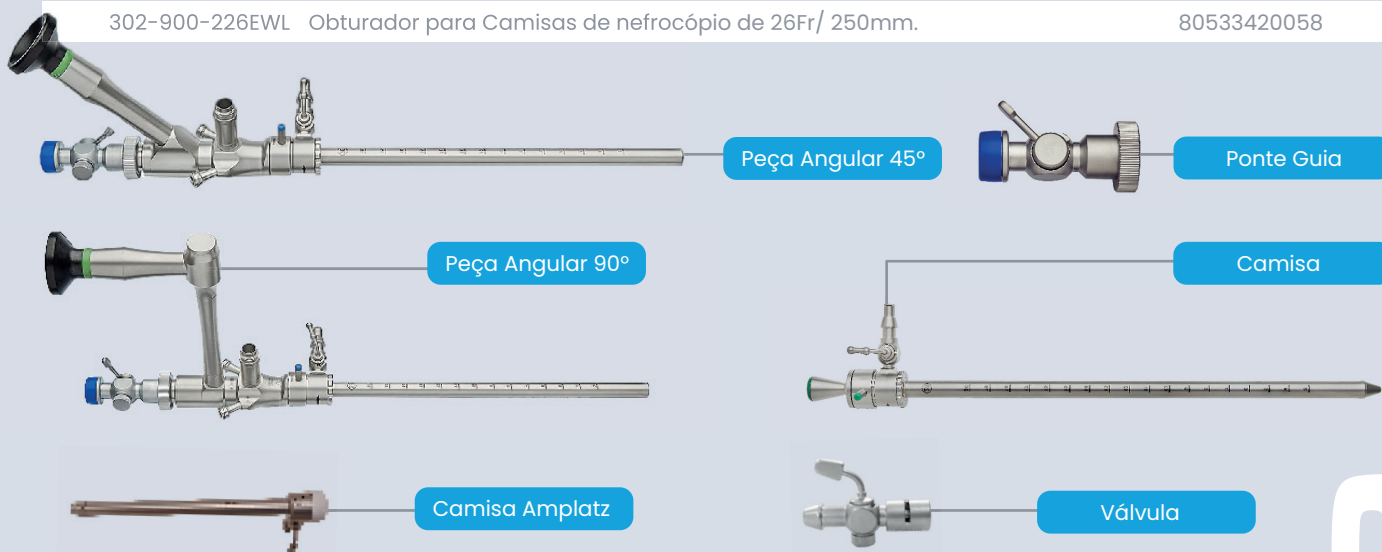 302-900-226EWL Obturador para Camisas de nefrocópio de 26Fr/ 250mm. 80533420058
Peça Angular 45º
Ponte Guia
Peça Angular 90º
Camisa
Camisa Amplatz
Válvula